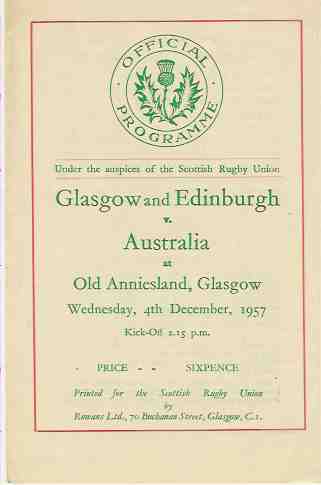 OFFICIAL
PROGRAMME
Under the auspices of the Scottish Rugby Union
Glasgow and Edinburgh
v.
Australia
at
Old Anniesland, Glasgow
Wednesday, 4th December, 1957
Kick-Off 2.15 p.m.
PRICE - - SIXPENCE
Printed for the Scottish Rugby Union
by
Rowans Ltd., 70 Buchanan Street, Glasgow, C.1.